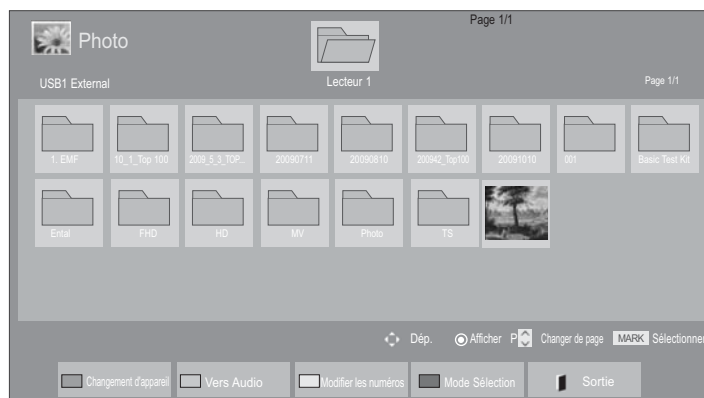 Page 1/1
Photo
USB1 External
Lecteur 1
Page 1/1
1. EMF
10_1_Top 100
2009_5_3_TOP...
20090711
20090810
200942_Top100
20091010
001
Basic Test Kit
Ental
FHD
HD
MV
Photo
TS
Dép.
Afficher
P
Changer de page
MARK
Sélectionner
Changement d'appareil
Vers Audio
Modifier les numéros
Mode Sélection
Sortie